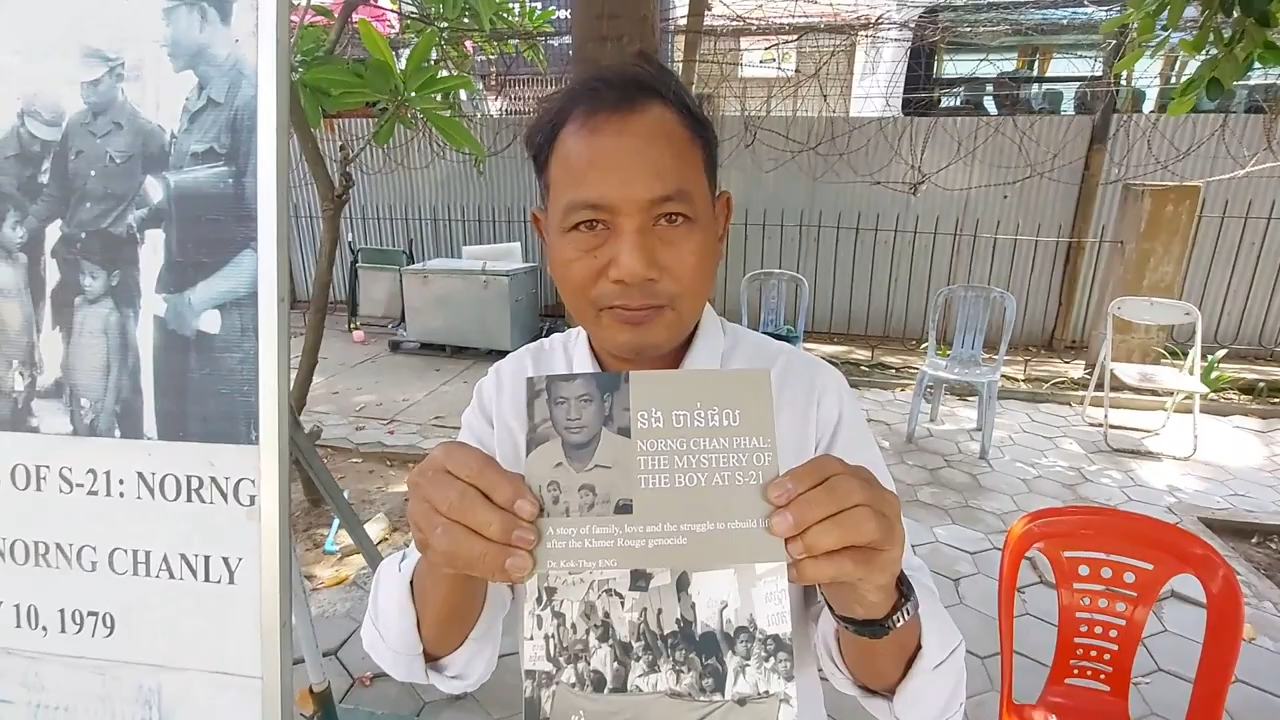 OF S-21: NORNG
NORNG CHANLY
10, 1979
នង ចាន់ផល
NORNG CHAN PHAL:
THE MYSTERY OF
THE BOY AT S-21
A story of family, love and the struggle to rebuild
after the Khmer Rouge genocide
Dr. Kok-Thay ENG